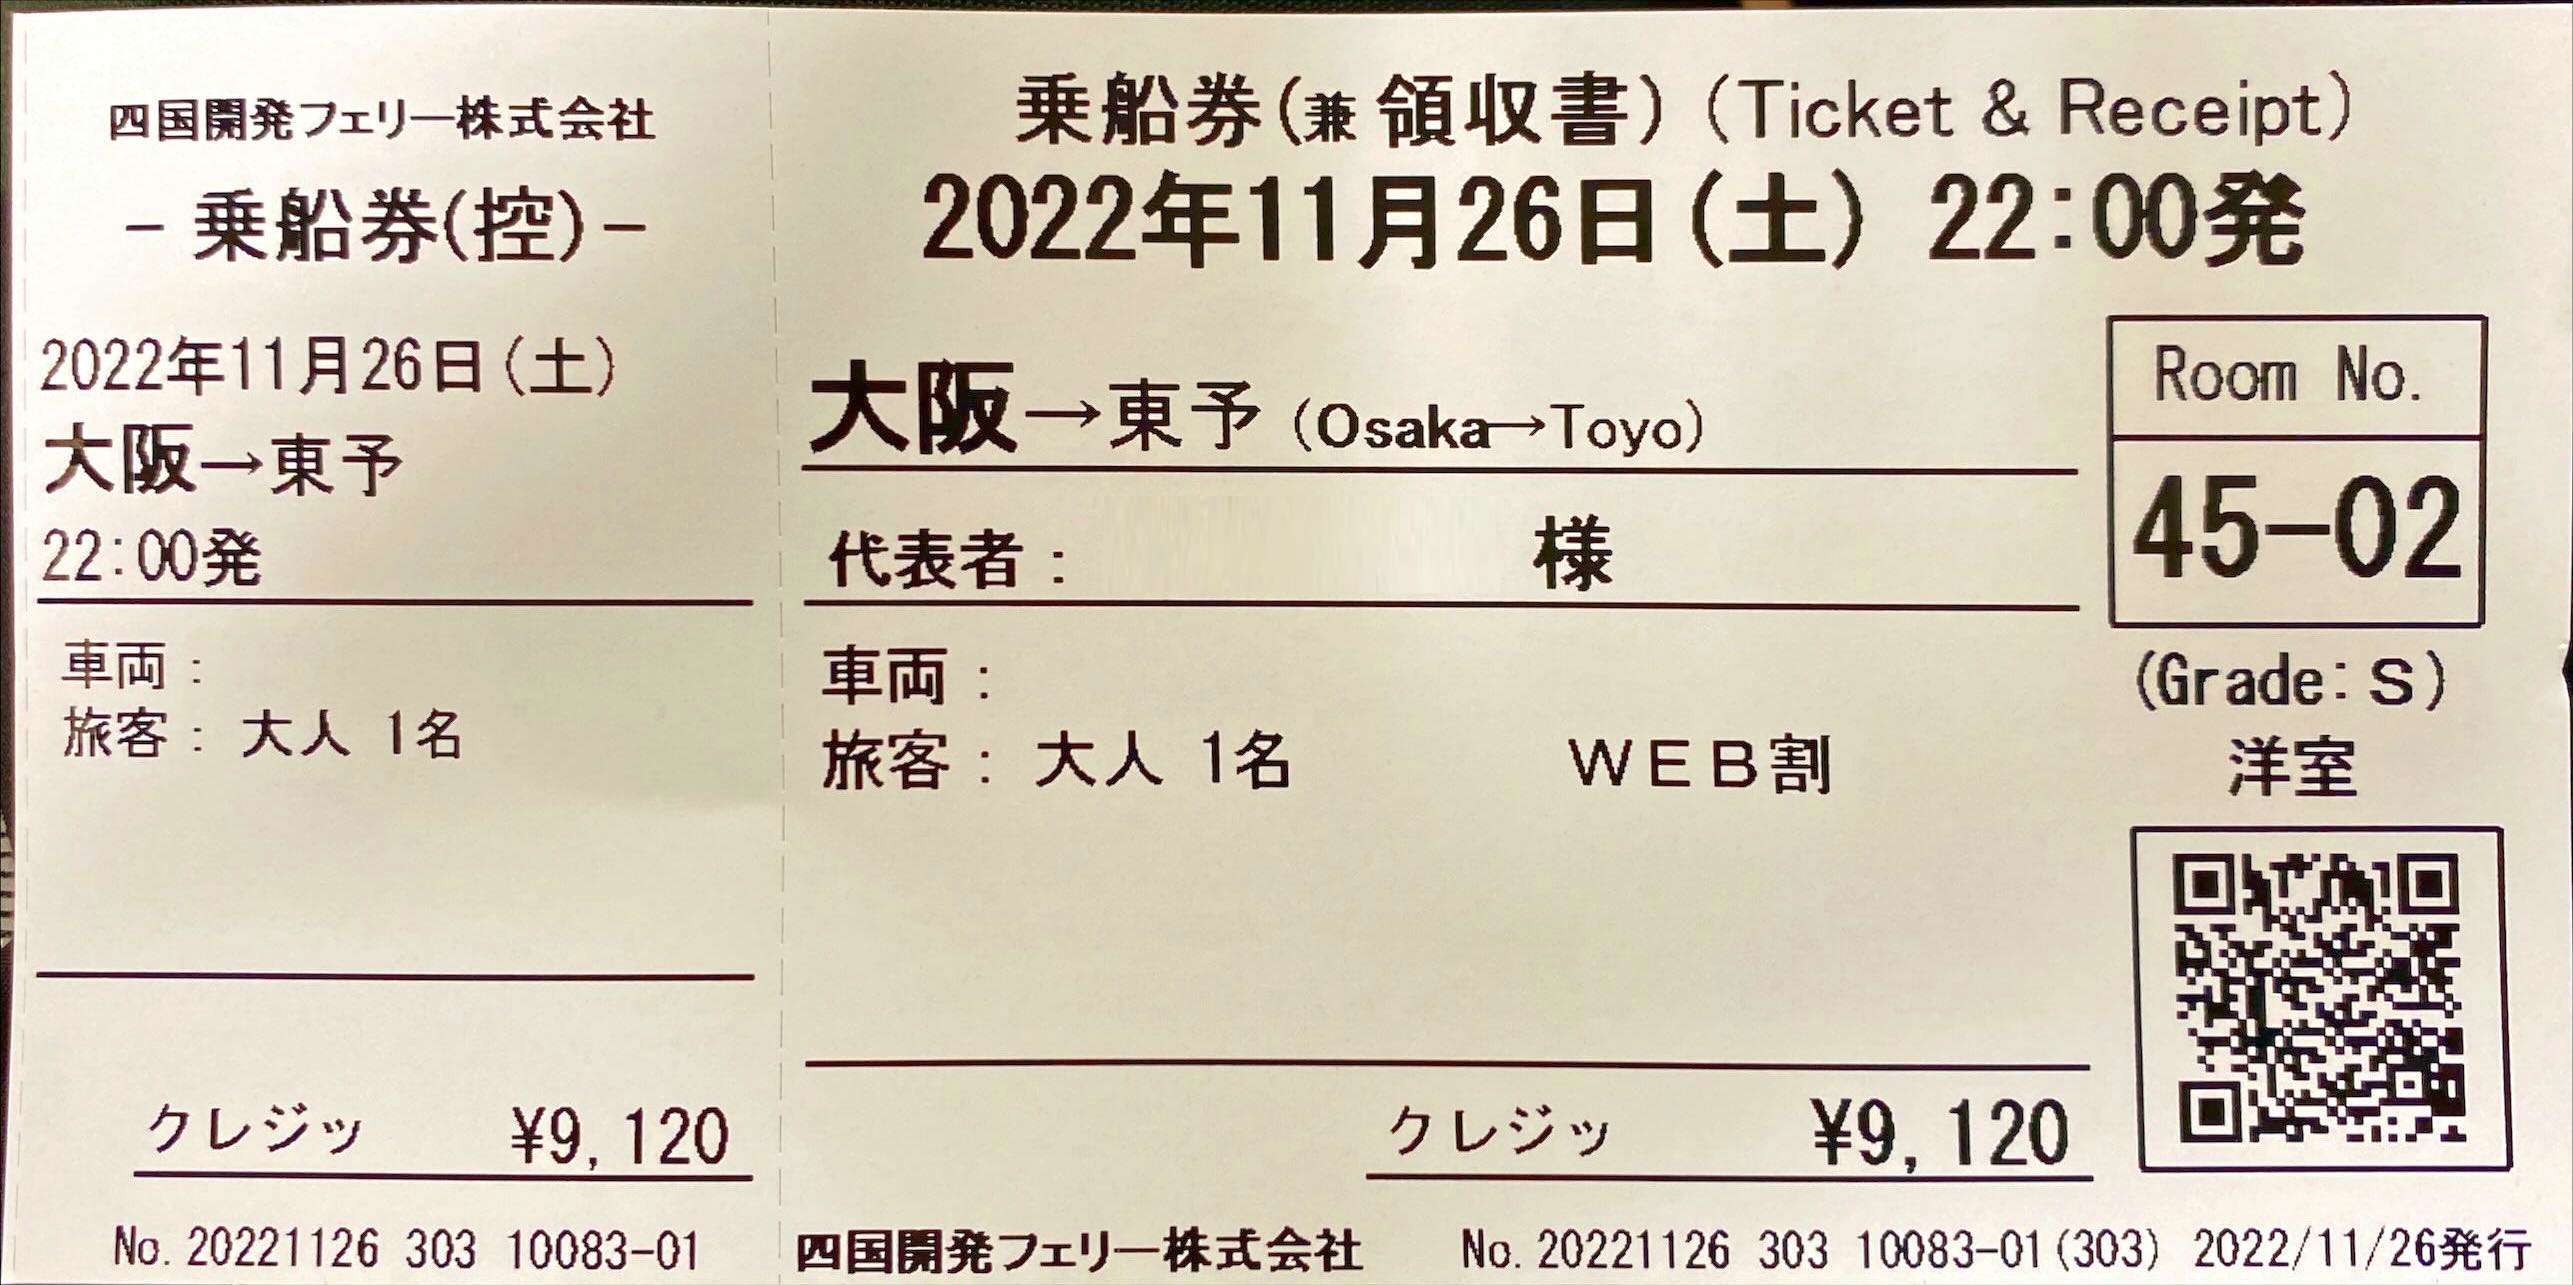 四国開発フェリー株式会社
- 乗船券(控) -
2022年11月26日(土)
大阪→東予
22:00発
車両:
旅客: 大人 1名
クレジッ ¥9,120
No.20221126 303 10083-01
乗船券(兼 領収書) (Ticket & Receipt)
2022年11月26日(土) 22:00発
大阪→東予 (Osaka→Toyo)
代表者: 様
車両:
旅客: 大人 1名 WEB割
Room No.
45-02
(Grade:S)
洋室
クレジッ ¥9,120
四国開発フェリー株式会社 No.20221126 303 10083-01(303) 2022/11/26発行